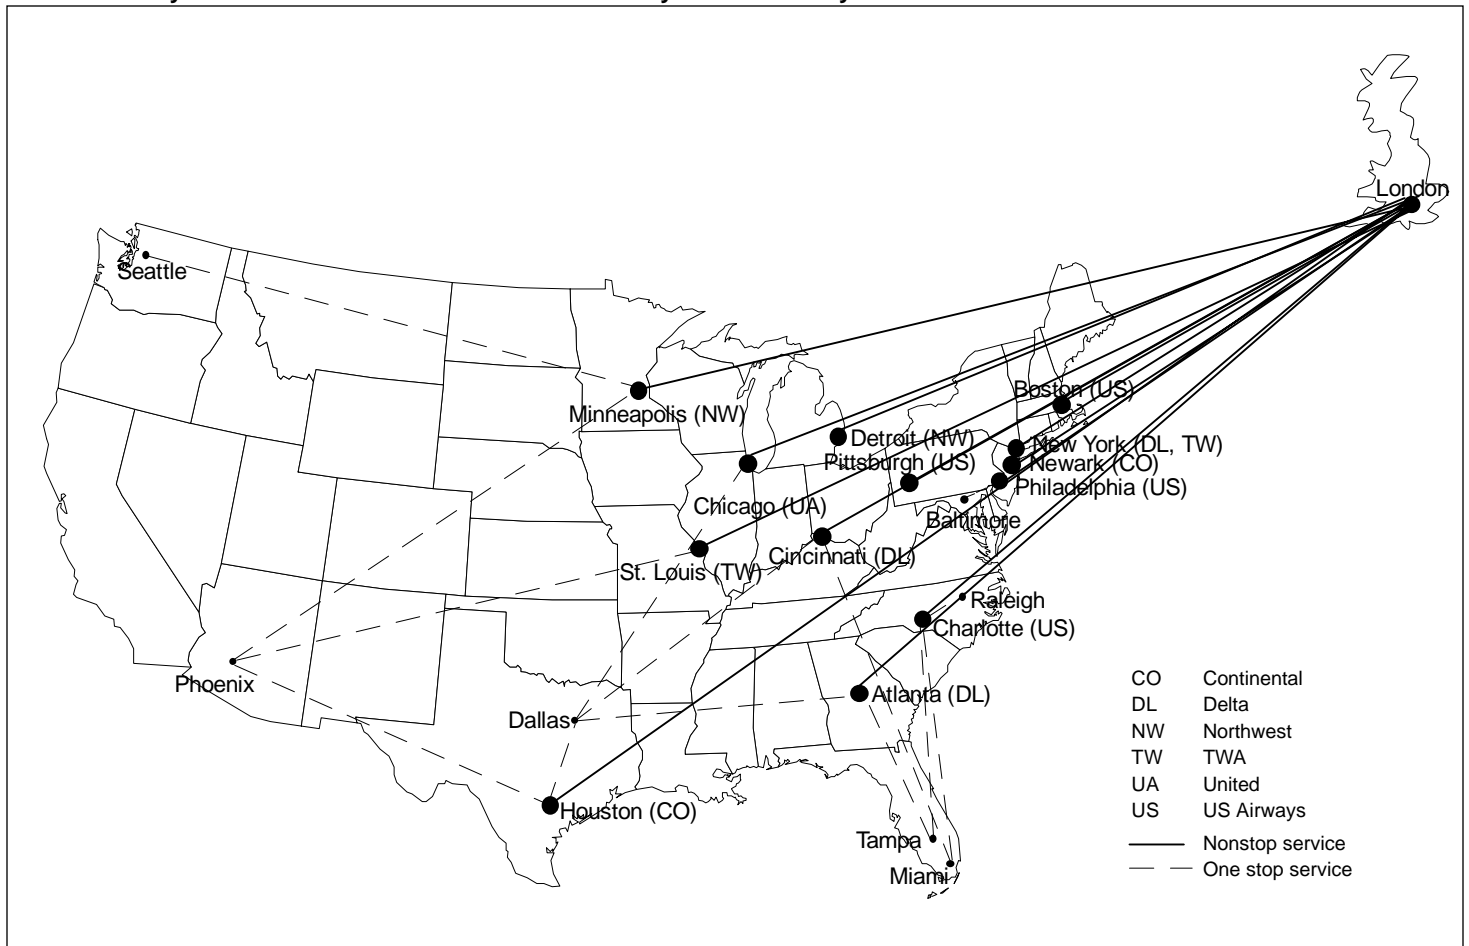 London
Seattle
Boston (US)
Minneapolis (NW)
Detroit (NW)
New York (DL, TW)
Pittsburgh (US)
Newark (CO)
Philadelphia (US)
Chicago (UA)
Baltimore
Cincinnati (DL)
St. Louis (TW)
Raleigh
Charlotte (US)
Phoenix
Atlanta (DL)
Dallas
Houston (CO)
Tampa
Miami
CO Continental
DL Delta
NW Northwest
TW TWA
UA United
US US Airways
Nonstop service
One stop service